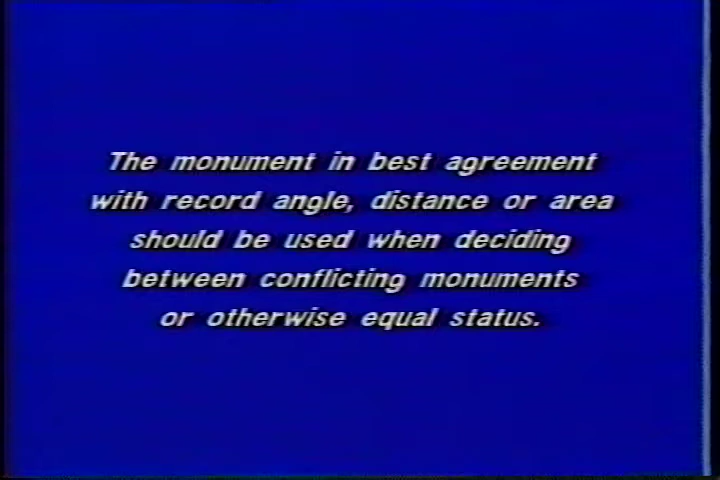 The monument in best agreement
with record angle, distance or area
should be used when deciding
between conflicting monuments
or otherwise equal status.